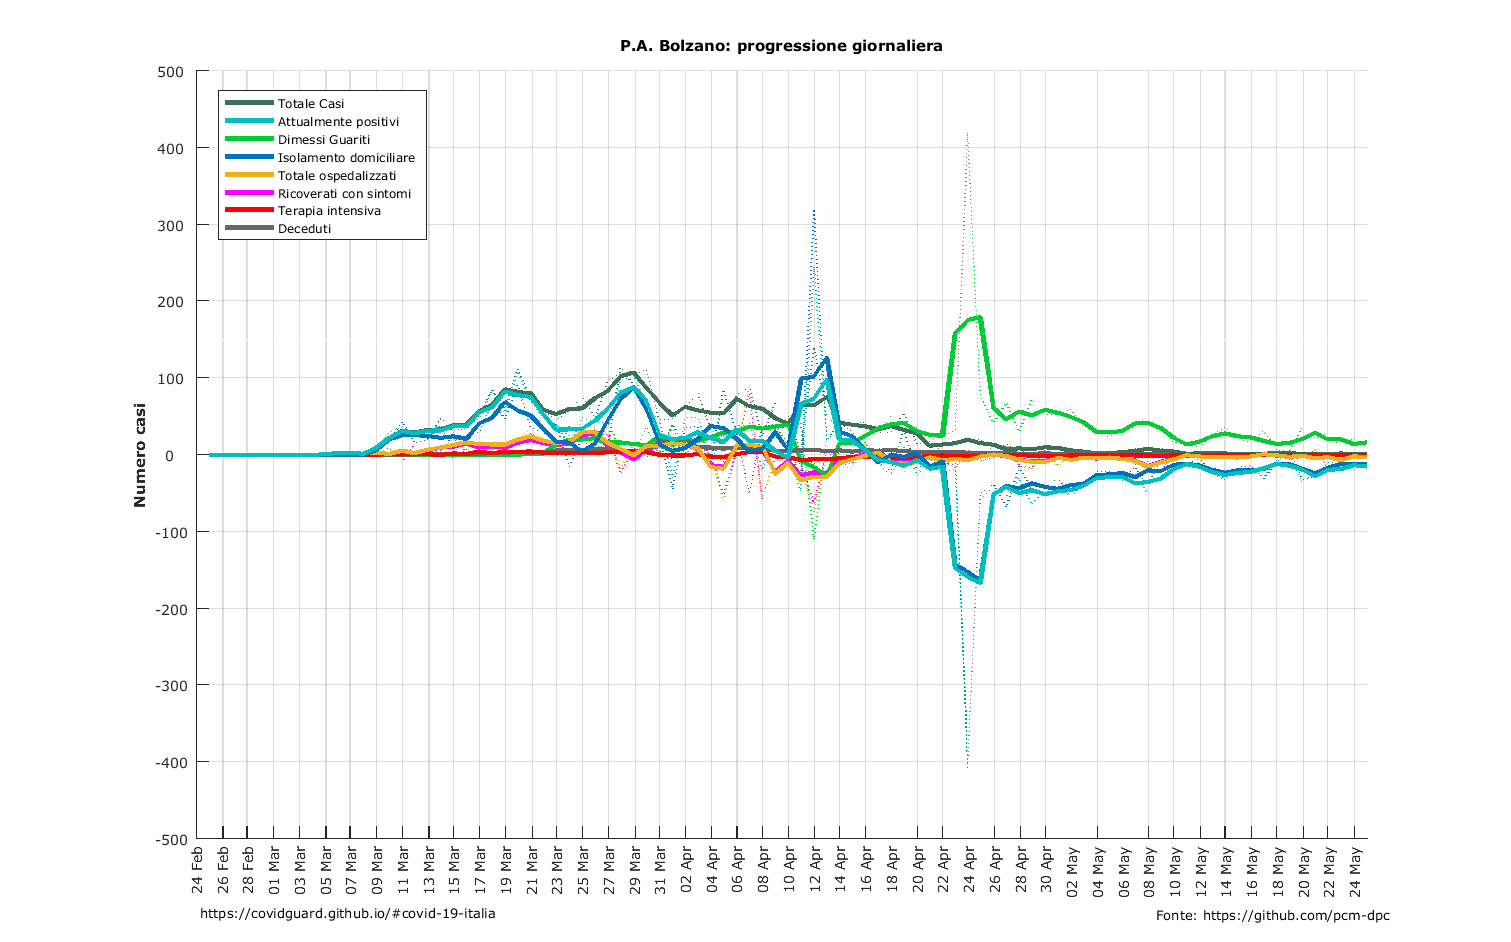 P.A. Bolzano: progressione giornaliera
500
400
300
200
100
0
-100
-200
-300
-400
-500
Numero casi
Totale Casi
Attualmente positivi
Dimessi Guariti
Isolamento domiciliare
Totale ospedalizzati
Ricoverati con sintomi
Terapia intensiva
Deceduti
24 Feb
26 Feb
28 Feb
01 Mar
03 Mar
05 Mar
07 Mar
09 Mar
11 Mar
13 Mar
15 Mar
17 Mar
19 Mar
21 Mar
23 Mar
25 Mar
27 Mar
29 Mar
31 Mar
02 Apr
04 Apr
06 Apr
08 Apr
10 Apr
12 Apr
14 Apr
16 Apr
18 Apr
20 Apr
22 Apr
24 Apr
26 Apr
28 Apr
30 Apr
02 May
04 May
06 May
08 May
10 May
12 May
14 May
16 May
18 May
20 May
22 May
24 May
https://covidguard.github.io/#covid-19-italia
Fonte: https://github.com/pcm-dpc